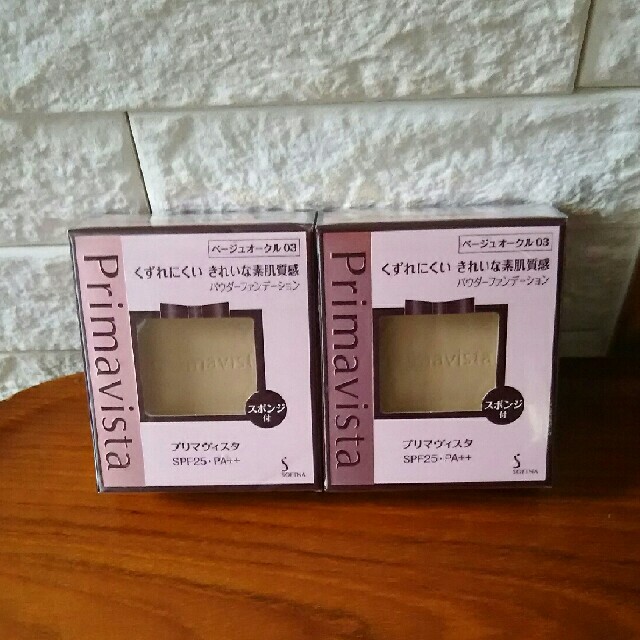 Primavista
ベージュオークル 03
くずれにくい きれいな素肌質感
パウダーファンデーション
スポンジ
付
プリマヴィスタ
SPF25・PA++
SOFINA
Primavista
ベージュオークル 03
くずれにくい きれいな素肌質感
パウダーファンデーション
スポンジ
付
プリマヴィスタ
SPF25・PA++
SOFINA